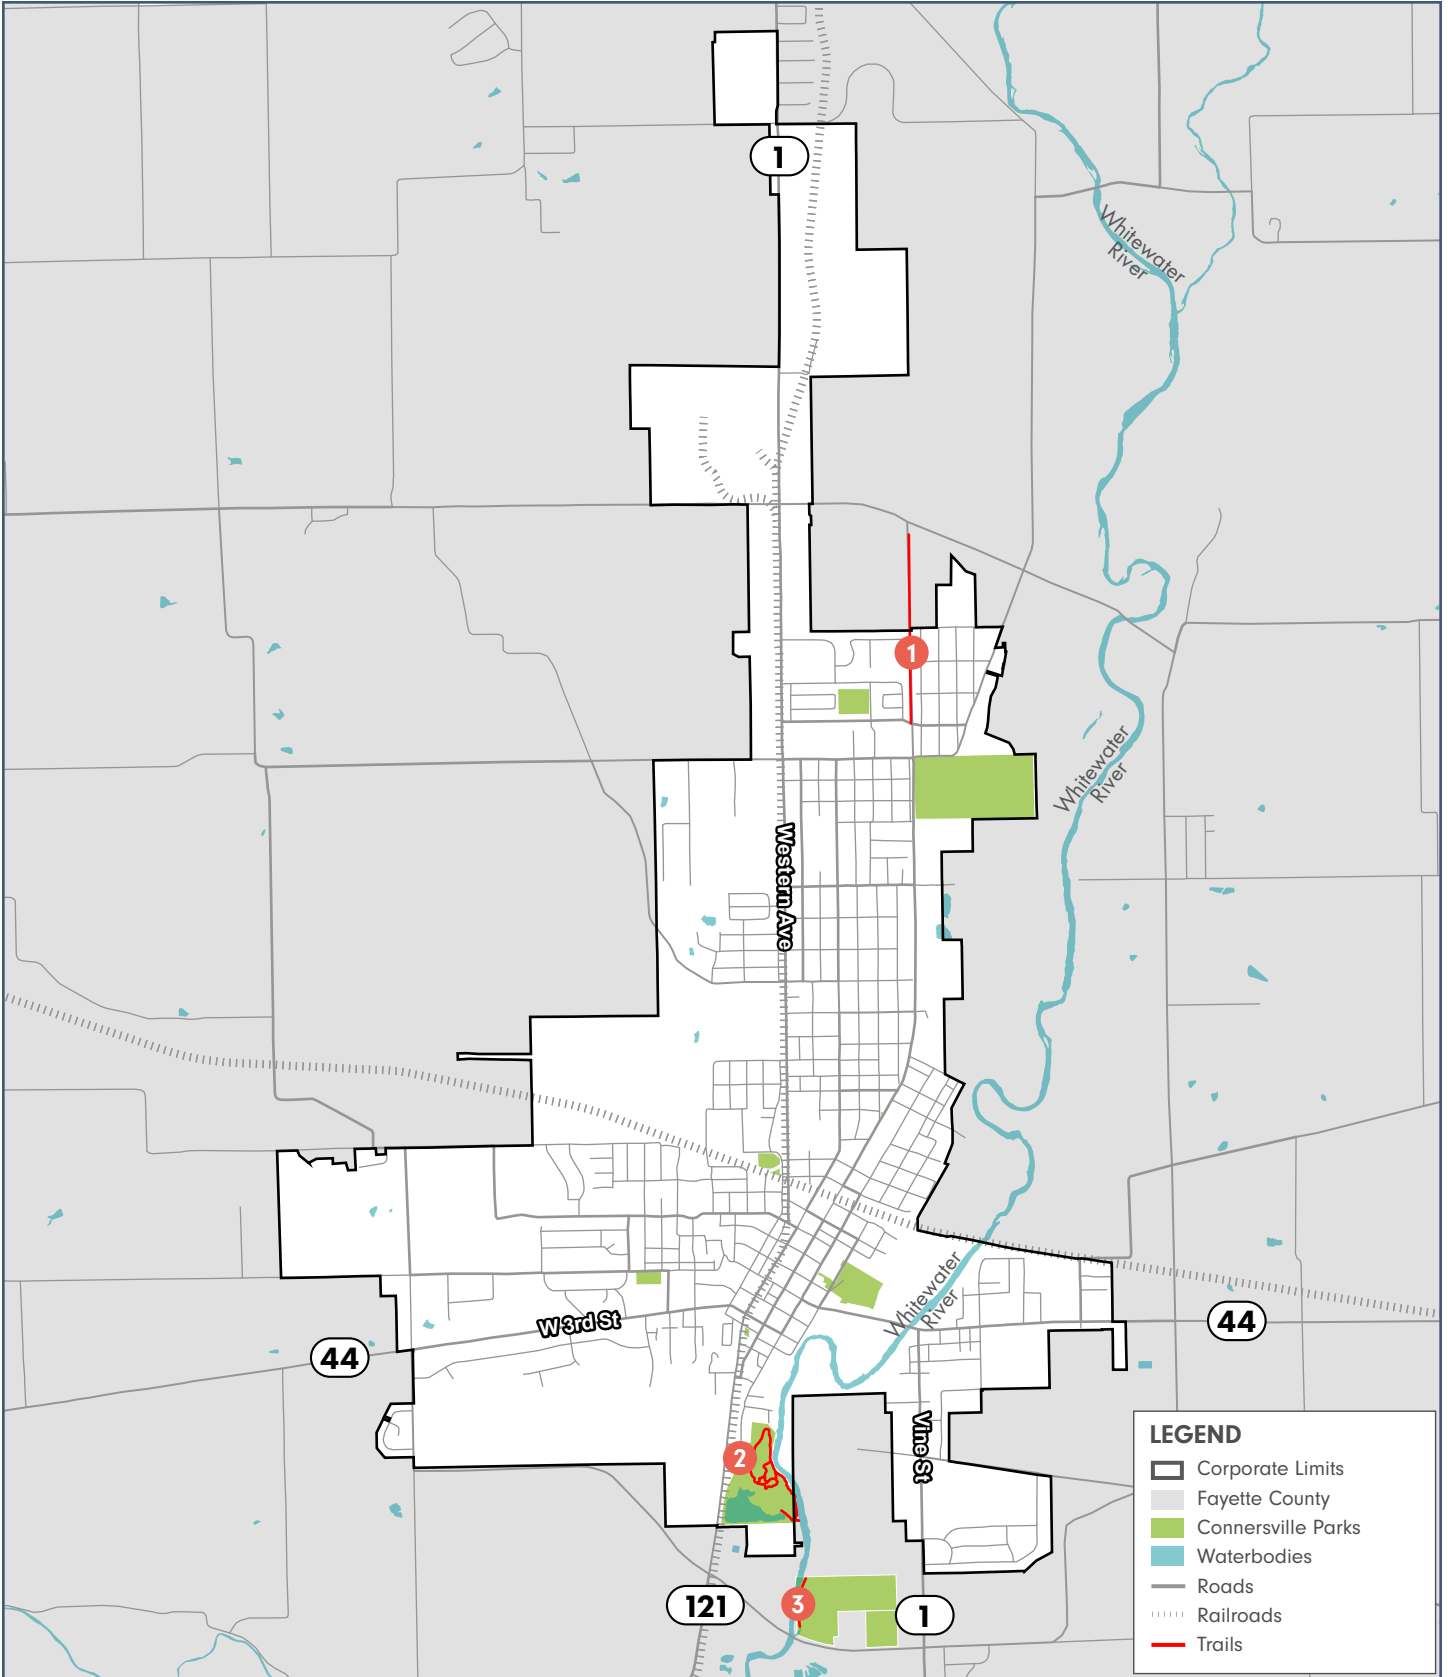 1
Whitewater
River
1
Whitewater
River
Western Ave
Whitewater
River
W 3rd St
44
44
Vine St
2
121
3
1
LEGEND
Corporate Limits
Fayette County
Connersville Parks
Waterbodies
Roads
Railroads
Trails